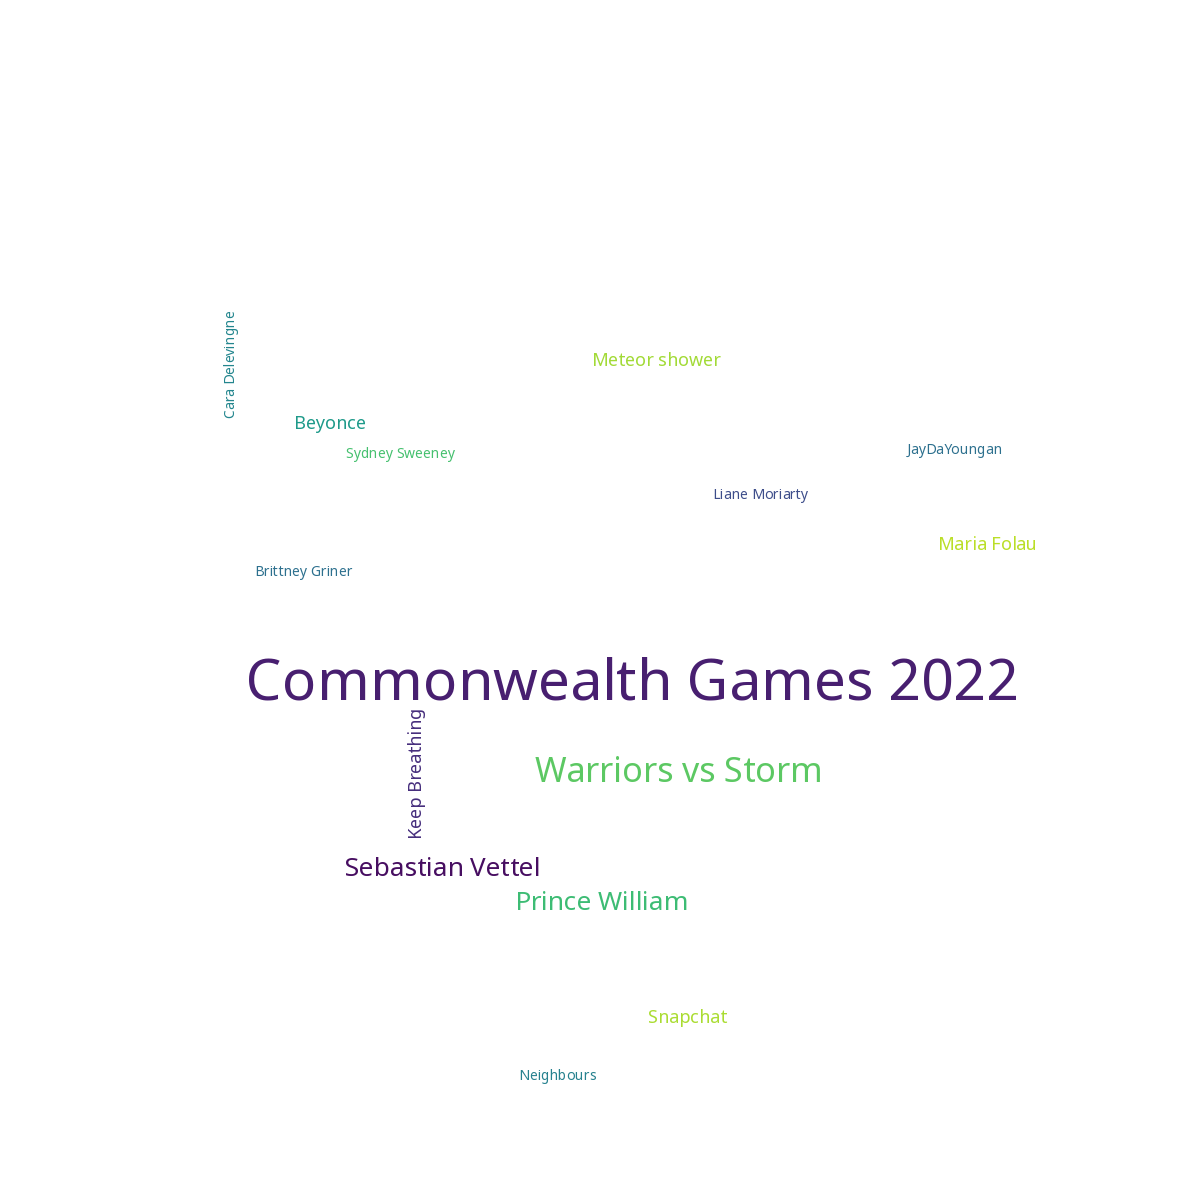 Cara Delevingne
Meteor shower
Beyonce
Sydney Sweeney
JayDaYoungan
Liane Moriarty
Maria Folau
Brittney Griner
Commonwealth Games 2022
Keep Breathing
Warriors vs Storm
Sebastian Vettel
Prince William
Snapchat
Neighbours